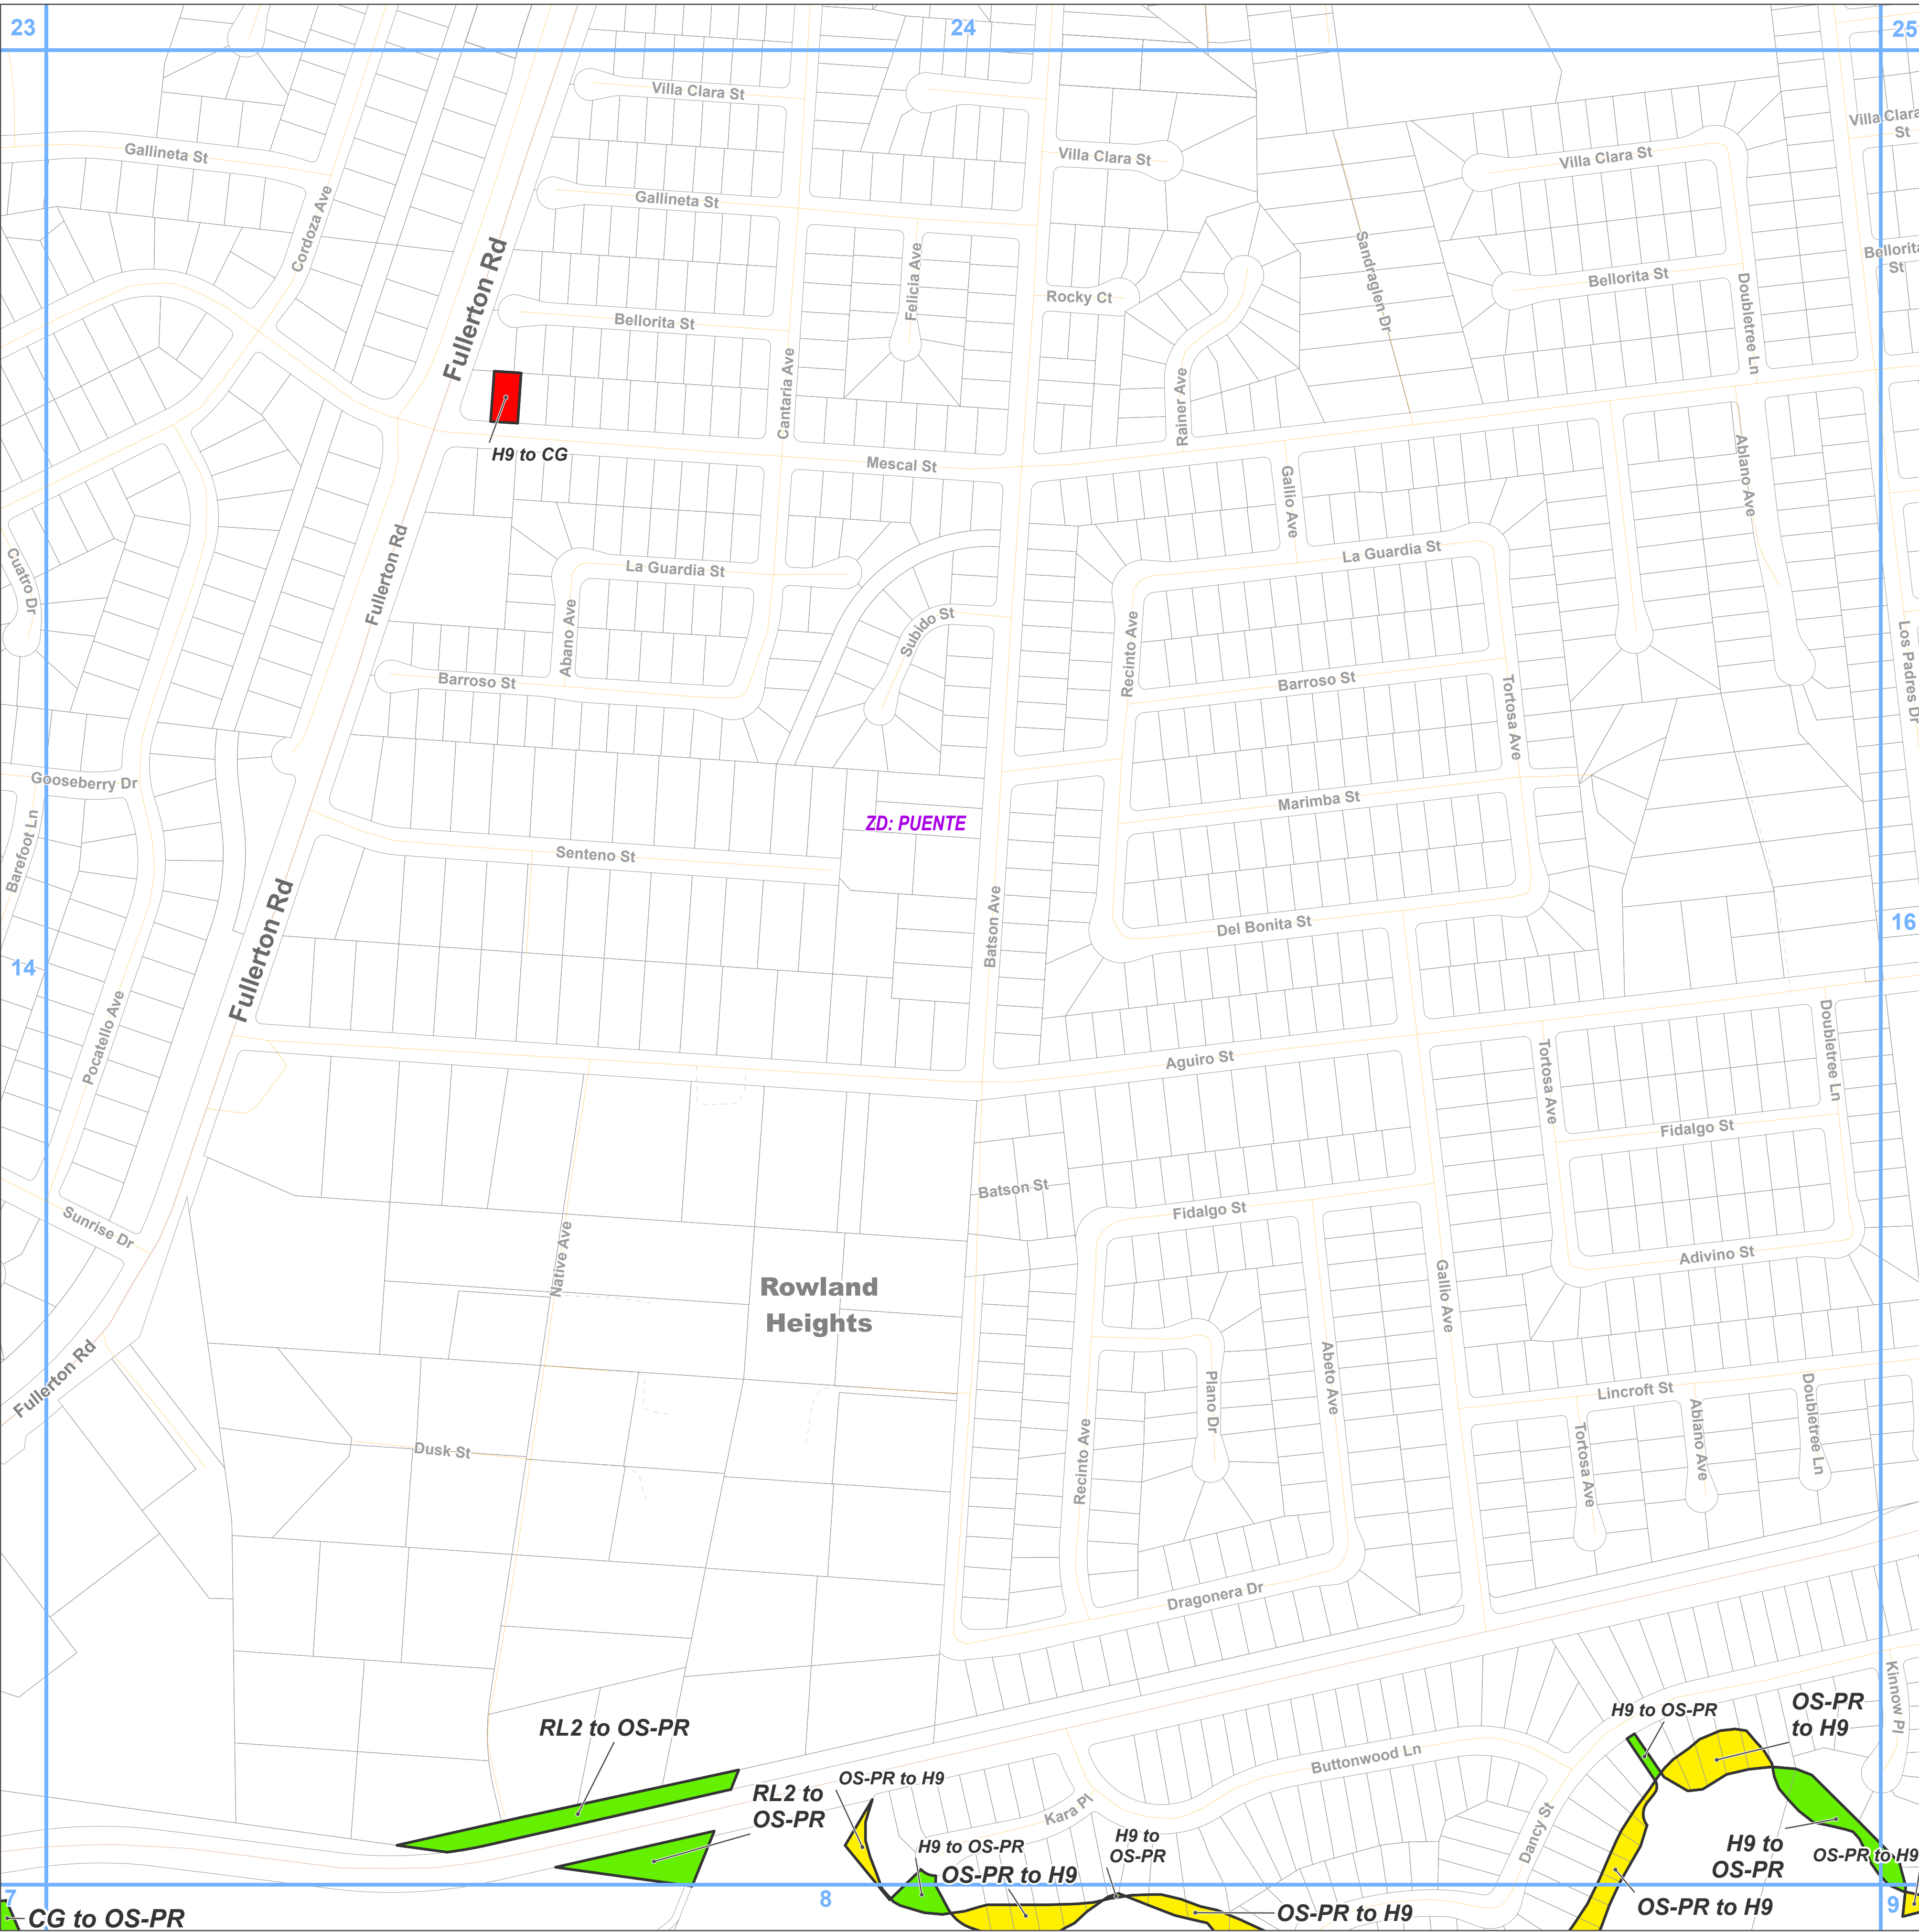 23
24
25
Villa Clara St
Gallineta St
Cordoza Ave
Villa Clara St
Villa Clara St
Villa Clara
St
Gallineta St
Fullerton Rd
Felicia Ave
Rocky Ct
Sandraglen Dr
Bellorita St
Doubletree Ln
Bellorita
St
Bellorita St
Cantaria Ave
Rainer Ave
H9 to CG
Mescal St
Gallio Ave
Ablano Ave
Fullerton Rd
Cuatro Dr
La Guardia St
La Guardia St
Abano Ave
Subido St
Recinto Ave
Barroso St
Barroso St
Tortosa Ave
Los Padres Dr
Gooseberry Dr
Marimba St
ZD: PUENTE
Barefoot Ln
Senteno St
Fullerton Rd
Batson Ave
Del Bonita St
16
14
Pocatello Ave
Aguiro St
Tortosa Ave
Doubletree Ln
Fidalgo St
Batson St
Fidalgo St
Sunrise Dr
Native Ave
Adivino St
Gallio Ave
Rowland
Heights
Fullerton Rd
Plano Dr
Abeto Ave
Lincroft St
Tortosa Ave
Ablano Ave
Doubletree Ln
Dusk St
Recinto Ave
Dragonera Dr
Kinnow Pl
RL2 to OS-PR
H9 to OS-PR
OS-PR
to H9
Buttonwood Ln
RL2 to
OS-PR
OS-PR to H9
Kara Pl
Dancy St
H9 to OS-PR
H9 to
OS-PR
H9 to
OS-PR
OS-PR to H9
OS-PR to H9
OS-PR to H9
OS-PR to H9
7
8
9
CG to OS-PR